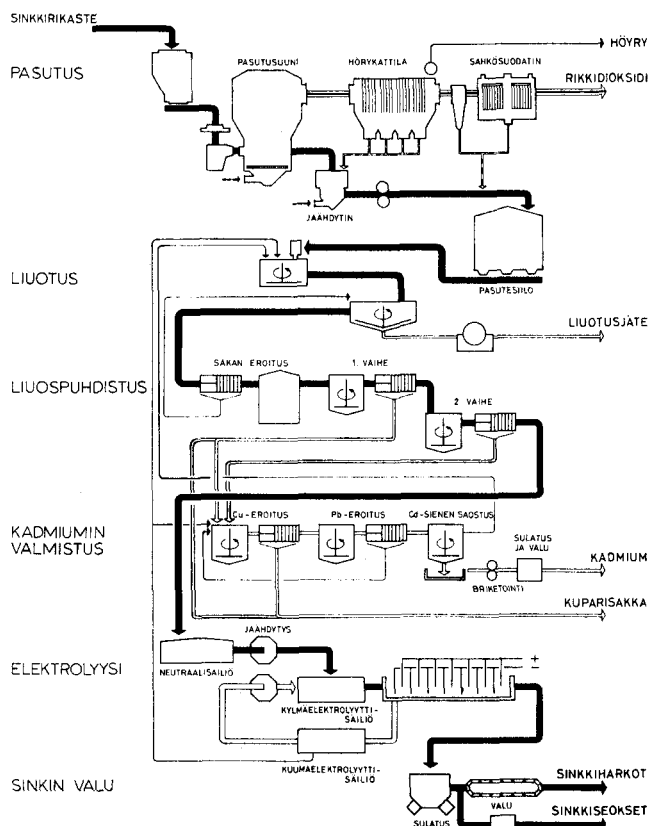 SINKKIRIKASTE
PASUTUS
PASUTUSUUNI
HÖYRYKATTILA
SÄHKÖSUODATIN
HÖYRY
RIKKIDIOKSIDI
JÄÄHDYTIN
PASUTESIILO
LIUOTUS
LIUOTUSJÄTE
LIUOSPUHDISTUS
SAKAN EROITUS
1. VAIHE
2. VAIHE
KADMIUMIN
VALMISTUS
Cu-EROITUS
Pb-EROITUS
Cd-SIENEN SAOSTUS
SULATUS
JA VALU
BRIKETOINTI
KADMIUM
KUPARISAKKA
ELEKTROLYYSI
NEUTRAALISÄILIÖ
JÄÄHDYTYS
KYLMÄELEKTROLYYTTI-
SÄILIÖ
KUUMAELEKTROLYYTTI-
SÄILIÖ
+
−
SINKIN VALU
SULATUS
VALU
SINKKIHARKOT
SINKKISEOKSET